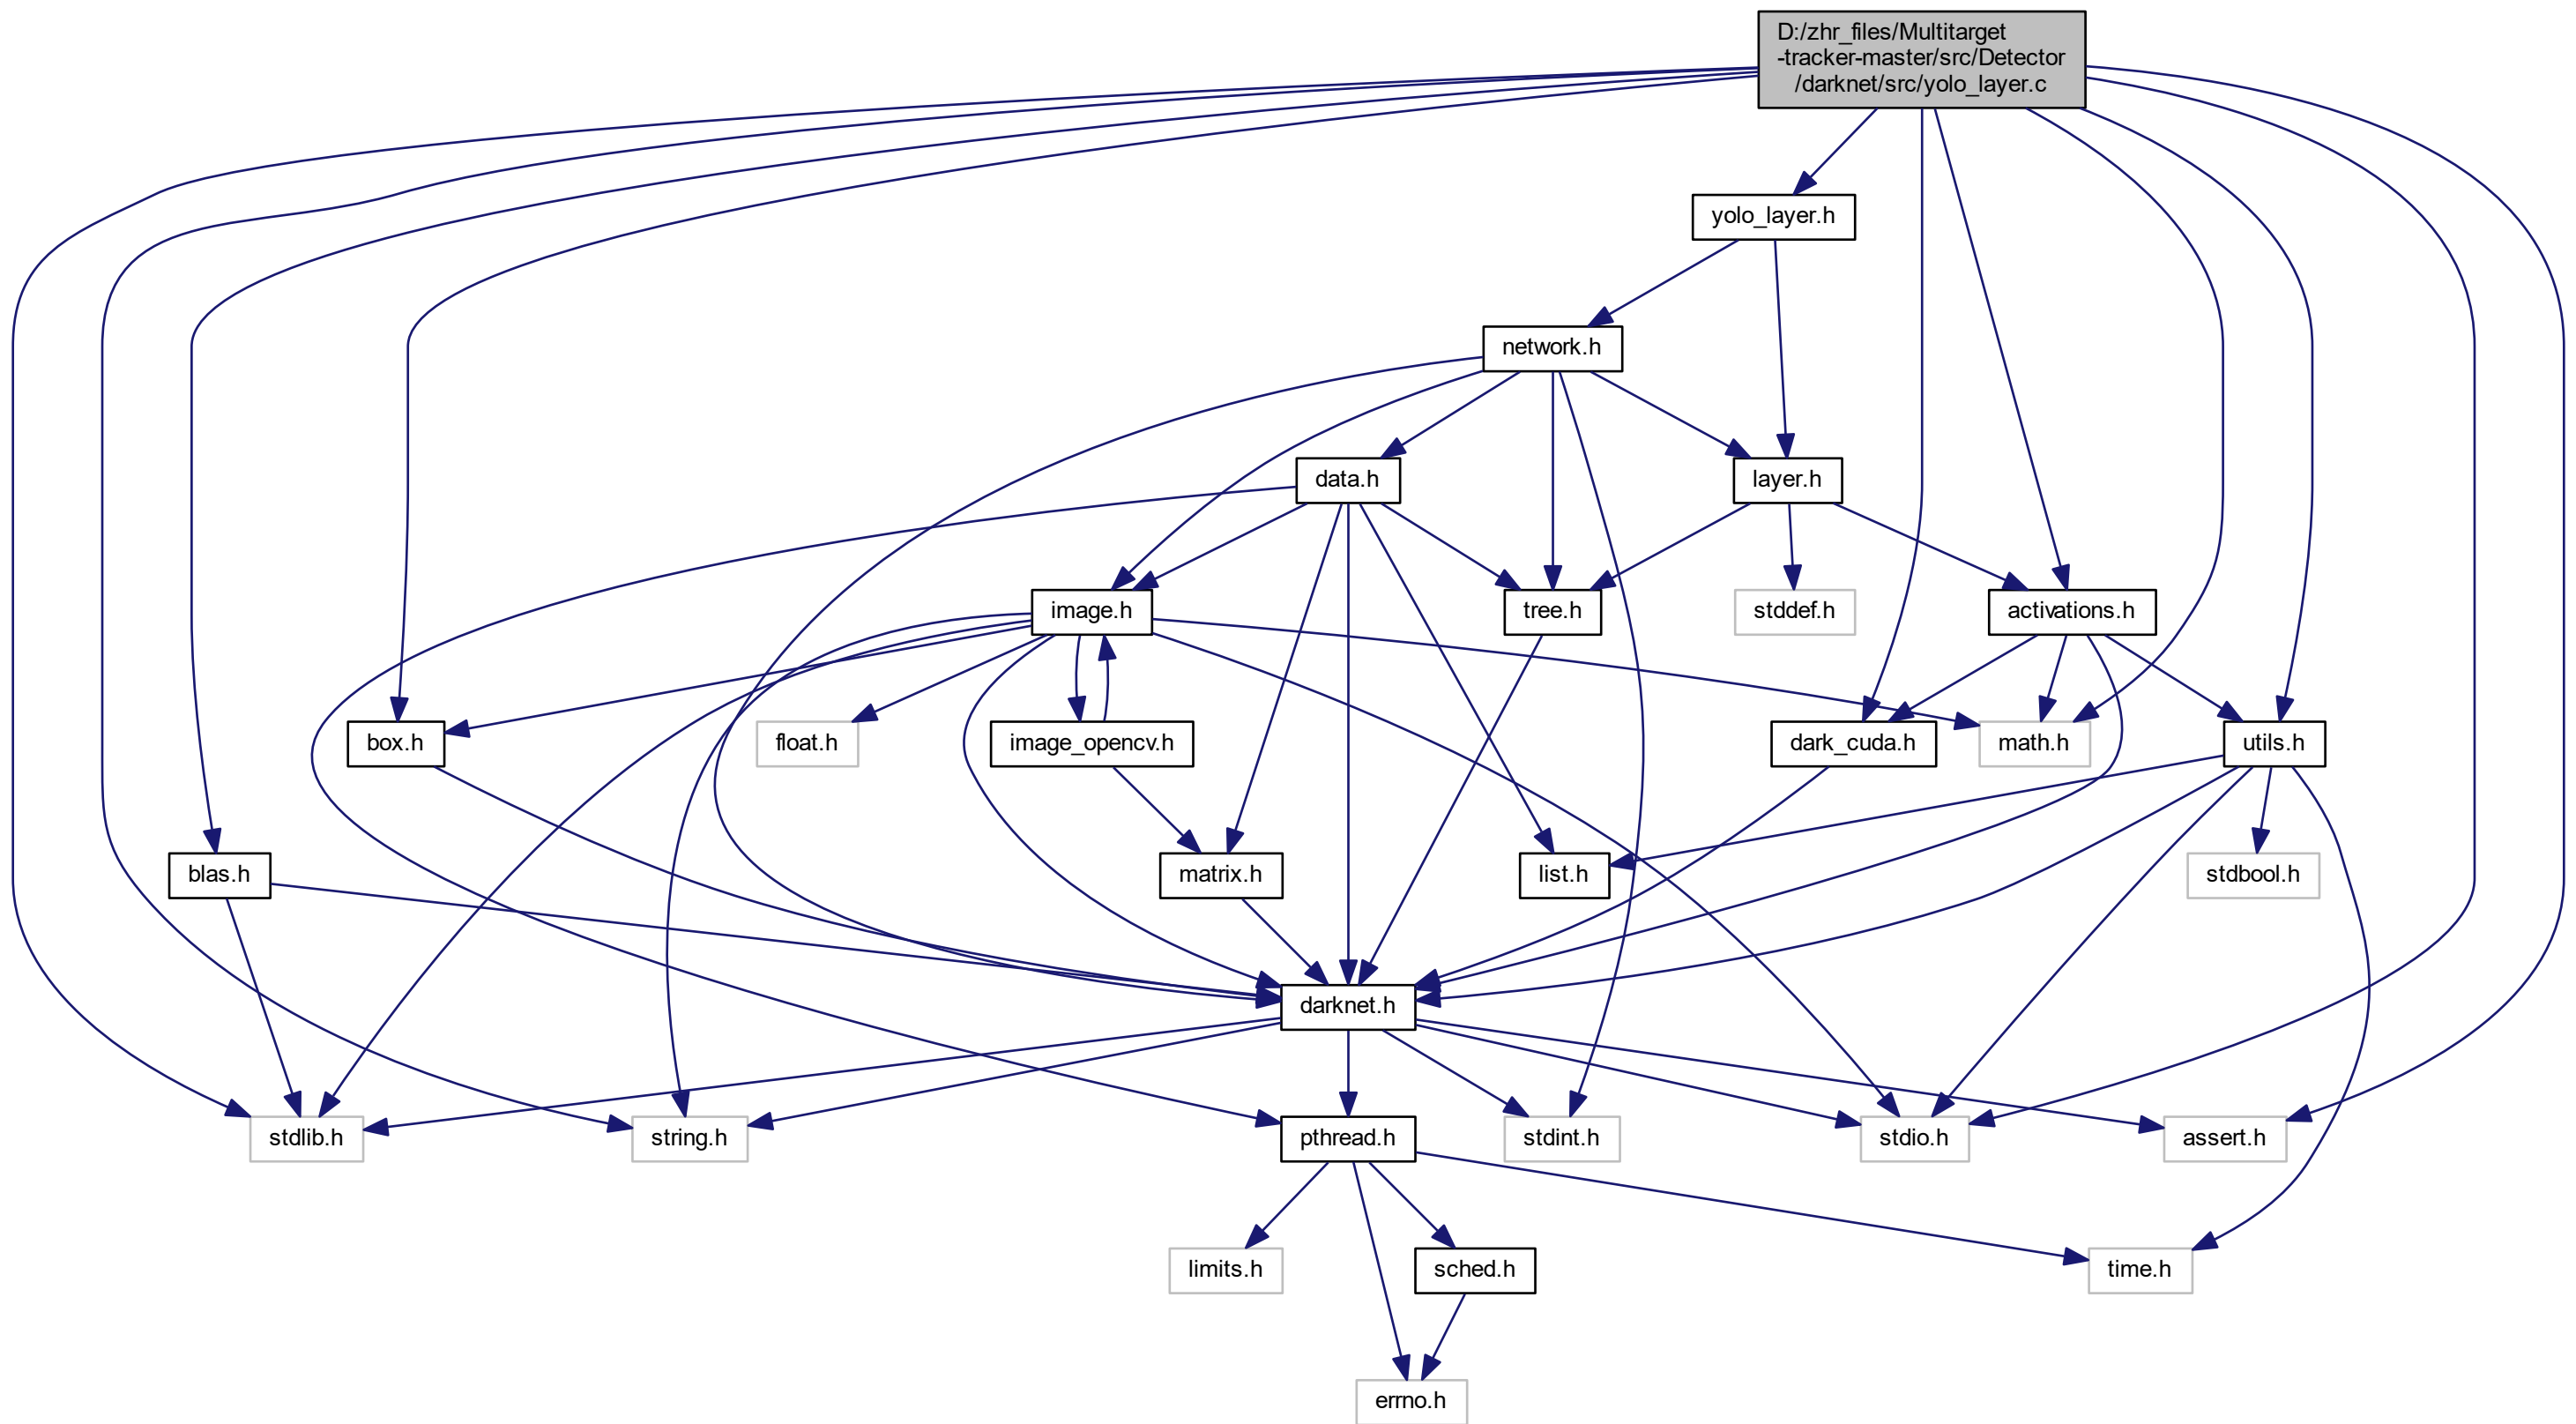 D:/zhr_files/Multitarget
-tracker-master/src/Detector
/darknet/src/yolo_layer.c
yolo_layer.h
network.h
data.h
layer.h
image.h
tree.h
stddef.h
activations.h
box.h
float.h
image_opencv.h
dark_cuda.h
math.h
utils.h
blas.h
matrix.h
list.h
stdbool.h
darknet.h
stdlib.h
string.h
pthread.h
stdint.h
stdio.h
assert.h
limits.h
sched.h
time.h
errno.h